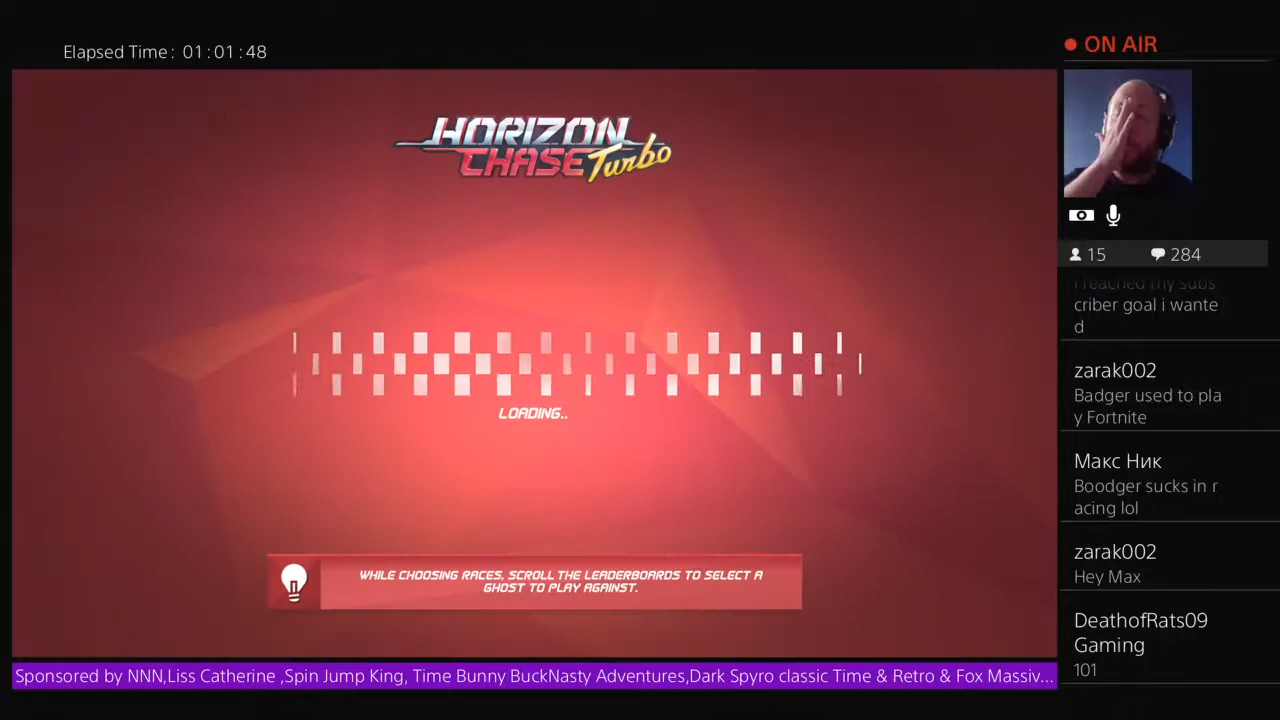 Elapsed Time: 01:01:48
ON AIR
HORIZON
CHASE Turbo
15 284
I reached my subs
criber goal i wante
d
zarak002
Badger used to pla
y Fortnite
Макс Ник
Boodger sucks in r
acing lol
zarak002
Hey Max
DeathofRats09
Gaming
101
LOADING..
WHILE CHOOSING RACES, SCROLL THE LEADERBOARDS TO SELECT A
GHOST TO PLAY AGAINST.
Sponsored by NNN,Liss Catherine ,Spin Jump King, Time Bunny BuckNasty Adventures,Dark Spyro classic Time & Retro & Fox Massiv...